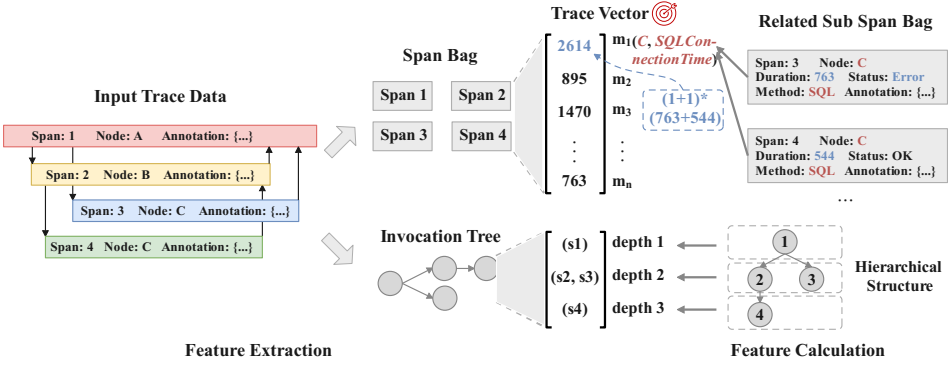 Input Trace Data
Span: 1 Node: A Annotation: {...}
Span: 2 Node: B Annotation: {...}
Span: 3 Node: C Annotation: {...}
Span: 4 Node: C Annotation: {...}
Feature Extraction
Span Bag
Span 1 Span 2
Span 3 Span 4
Invocation Tree
Trace Vector
2614 m1(C, SQLCon-
nectionTime)
895 m2
1470 m3
763 mn
(1+1)*
(763+544)
(s1) depth 1
(s2, s3) depth 2
(s4) depth 3
Related Sub Span Bag
Span: 3 Node: C
Duration: 763 Status: Error
Method: SQL Annotation: {...}
Span: 4 Node: C
Duration: 544 Status: OK
Method: SQL Annotation: {...}
...
1
2 3
4
Hierarchical
Structure
Feature Calculation